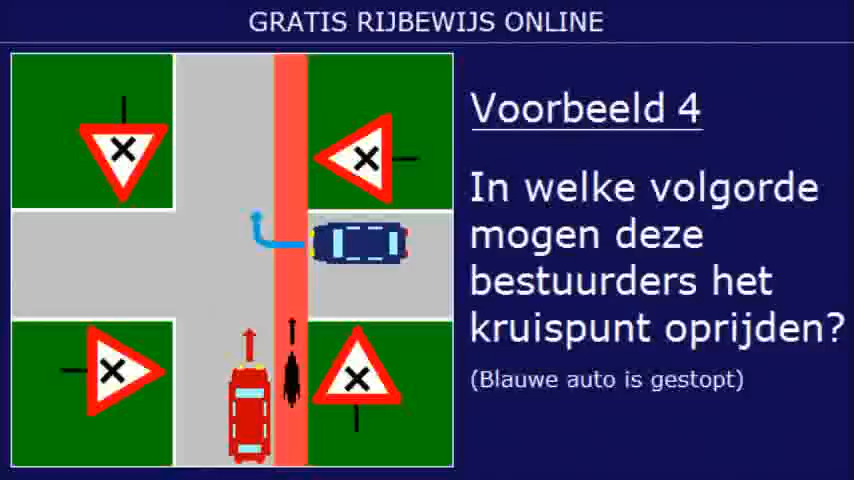 GRATIS RIJBEWIJS ONLINE
Voorbeeld 4
In welke volgorde
mogen deze
bestuurders het
kruispunt oprijden?
(Blauwe auto is gestopt)